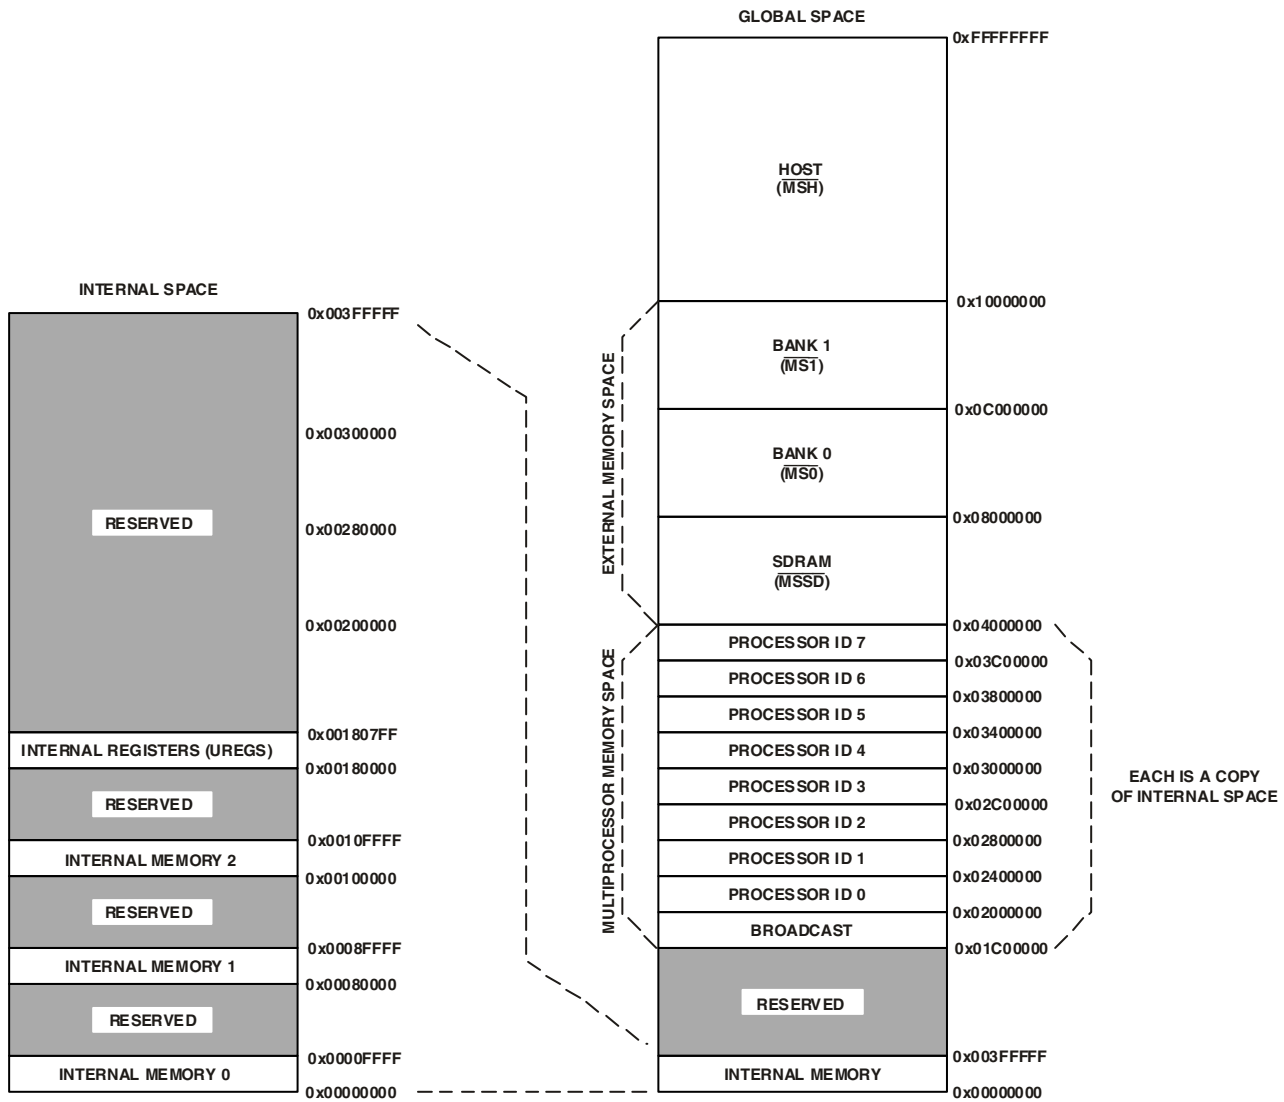 GLOBAL SPACE
0xFFFFFFFF
HOST
(MSH)
0x10000000
BANK 1
(MS1)
0x0C000000
BANK 0
(MS0)
0x08000000
SDRAM
(MSSD)
0x04000000
PROCESSOR ID 7
0x03C00000
PROCESSOR ID 6
0x03800000
PROCESSOR ID 5
0x03400000
PROCESSOR ID 4
0x03000000
PROCESSOR ID 3
0x02C00000
PROCESSOR ID 2
0x02800000
PROCESSOR ID 1
0x02400000
PROCESSOR ID 0
0x02000000
BROADCAST
0x01C00000
RESERVED
0x003FFFFF
INTERNAL MEMORY
0x00000000
EXTERNAL MEMORY SPACE
MULTIPROCESSOR MEMORY SPACE
EACH IS A COPY
OF INTERNAL SPACE
INTERNAL SPACE
0x003FFFFF
0x00300000
RESERVED
0x00280000
0x00200000
0x001807FF
INTERNAL REGISTERS (UREGS)
0x00180000
RESERVED
0x0010FFFF
INTERNAL MEMORY 2
0x00100000
RESERVED
0x0008FFFF
INTERNAL MEMORY 1
0x00080000
RESERVED
0x0000FFFF
INTERNAL MEMORY 0
0x00000000